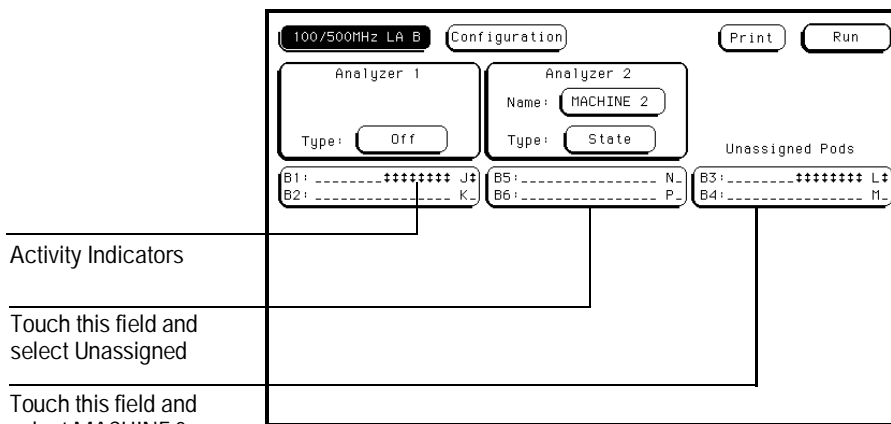 100/500MHz LA B Configuration Print Run
Analyzer 1 Analyzer 2
Name: MACHINE 2
Type: Off Type: State Unassigned Pods
B1: _______‡‡‡‡‡‡‡‡ J‡ B5:________________ N_ B3:________‡‡‡‡‡‡‡‡ L‡
B2: ________________ K_ B6:________________ P_ B4:________________ M_
Activity Indicators
Touch this field and
select Unassigned
Touch this field and